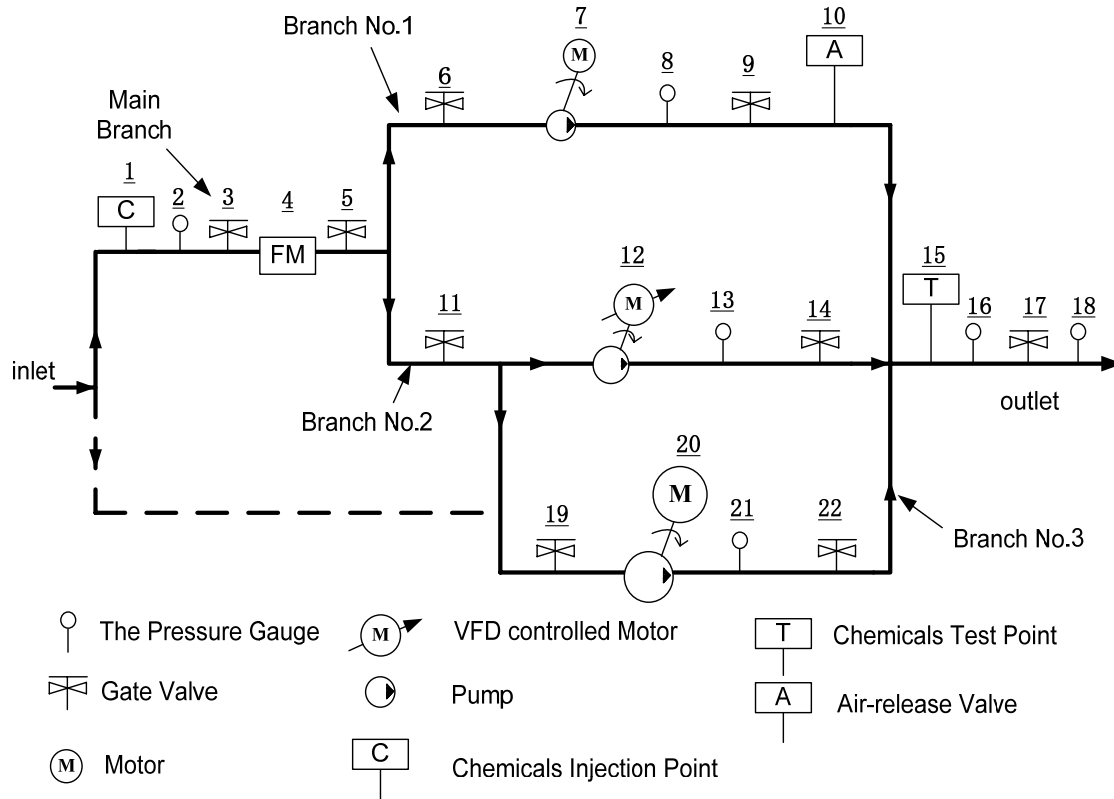 Branch No.1
7
10
M
A
6
8
9
Main
Branch
1
2
3
4
5
C
FM
12
M
15
T
11
13
14
16
17
18
inlet
outlet
Branch No.2
20
M
19
21
22
Branch No.3
The Pressure Gauge
M
VFD controlled Motor
T
Chemicals Test Point
Gate Valve
Pump
A
Air-release Valve
M
Motor
C
Chemicals Injection Point